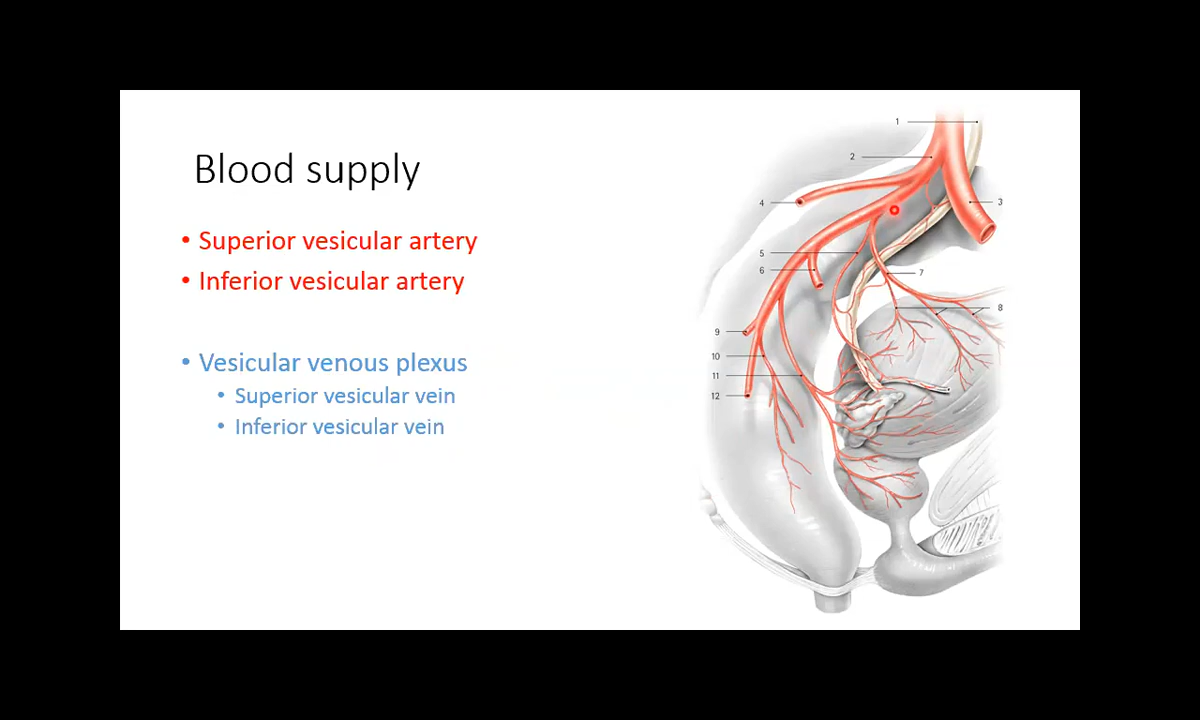 Blood supply
• Superior vesicular artery
• Inferior vesicular artery
• Vesicular venous plexus
• Superior vesicular vein
• Inferior vesicular vein
1
2
4
3
5
6
7
8
9
10
11
12